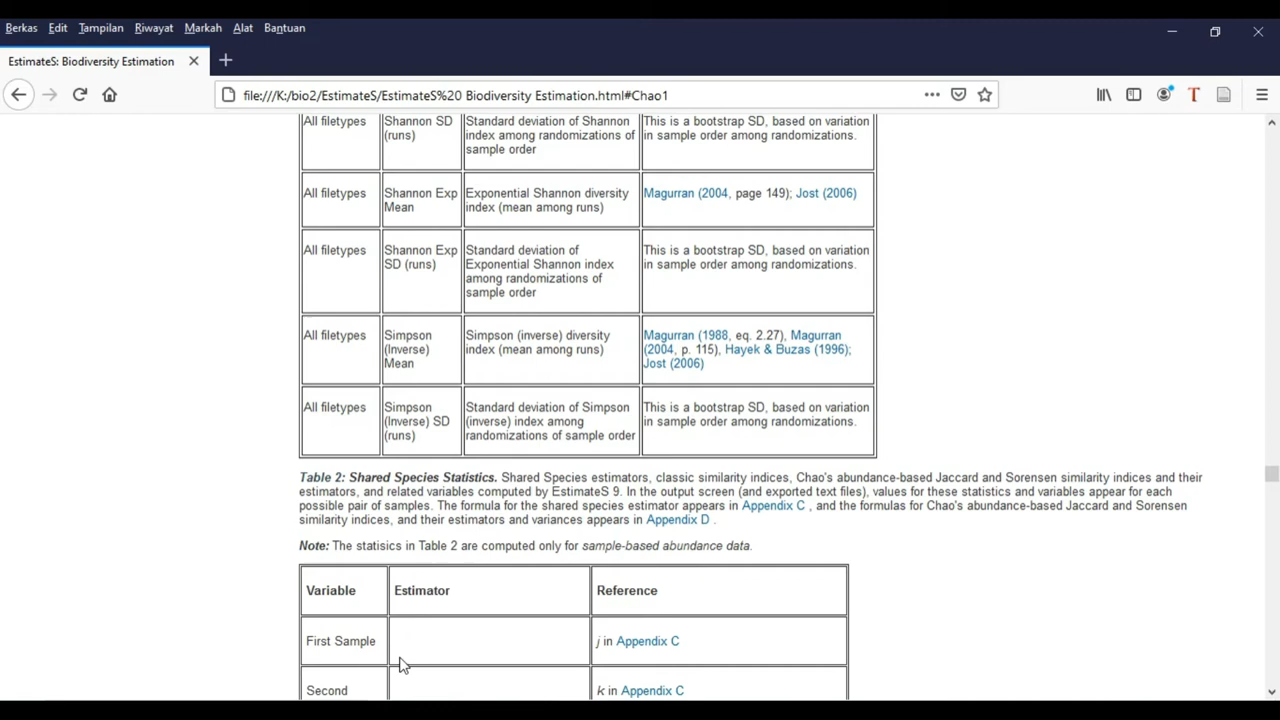 Berkas Edit Tampilan Riwayat Markah Alat Bantuan
EstimateS: Biodiversity Estimation
file:///K:/bio2/EstimateS/EstimateS%20 Biodiversity Estimation.html#Chao1
All filetypes
Shannon SD
(runs)
Standard deviation of Shannon
index among randomizations of
sample order
This is a bootstrap SD, based on variation
in sample order among randomizations.
All filetypes
Shannon Exp
Mean
Exponential Shannon diversity
index (mean among runs)
Magurran (2004, page 149); Jost (2006)
All filetypes
Shannon Exp
SD (runs)
Standard deviation of
Exponential Shannon index
among randomizations of
sample order
This is a bootstrap SD, based on variation
in sample order among randomizations.
All filetypes
Simpson
(Inverse)
Mean
Simpson (inverse) diversity
index (mean among runs)
Magurran (1988, eq. 2.27), Magurran
(2004, p. 115), Hayek & Buzas (1996);
Jost (2006)
All filetypes
Simpson
(Inverse) SD
(runs)
Standard deviation of Simpson
(inverse) index among
randomizations of sample order
This is a bootstrap SD, based on variation
in sample order among randomizations.
Table 2: Shared Species Statistics. Shared Species estimators, classic similarity indices, Chao's abundance-based Jaccard and Sorensen similarity indices and their
estimators, and related variables computed by EstimateS 9. In the output screen (and exported text files), values for these statistics and variables appear for each
possible pair of samples. The formula for the shared species estimator appears in Appendix C , and the formulas for Chao's abundance-based Jaccard and Sorensen
similarity indices, and their estimators and variances appears in Appendix D .
Note: The statisics in Table 2 are computed only for sample-based abundance data.
Variable Estimator Reference
First Sample j in Appendix C
Second k in Appendix C